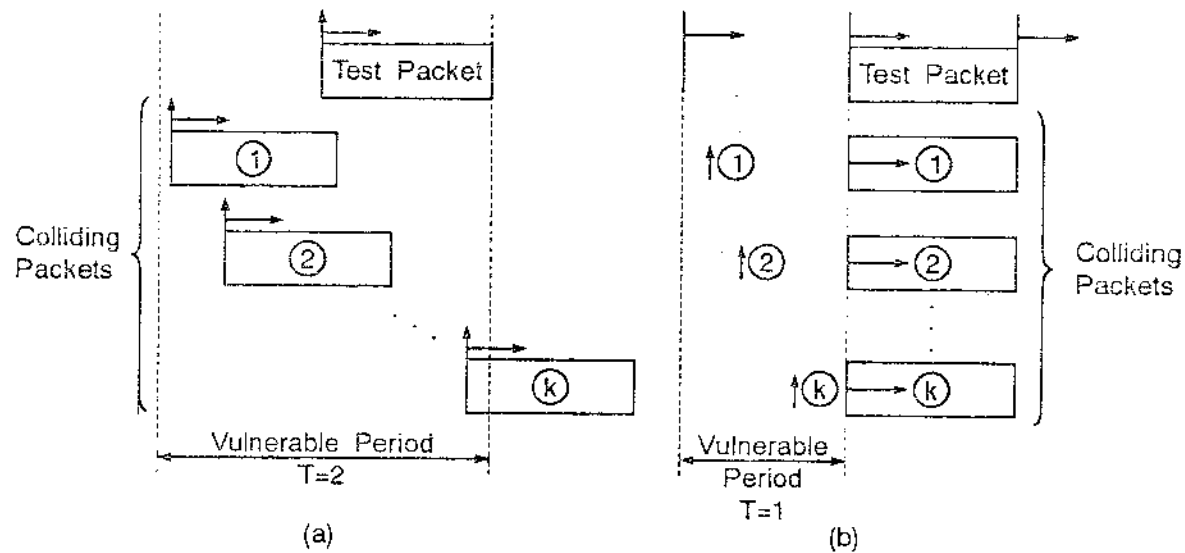 Test Packet
1
2
k
Colliding
Packets
Vulnerable Period
T=2
(a)
Test Packet
1
1
2
2
k
k
Colliding
Packets
Vulnerable
Period
T=1
(b)